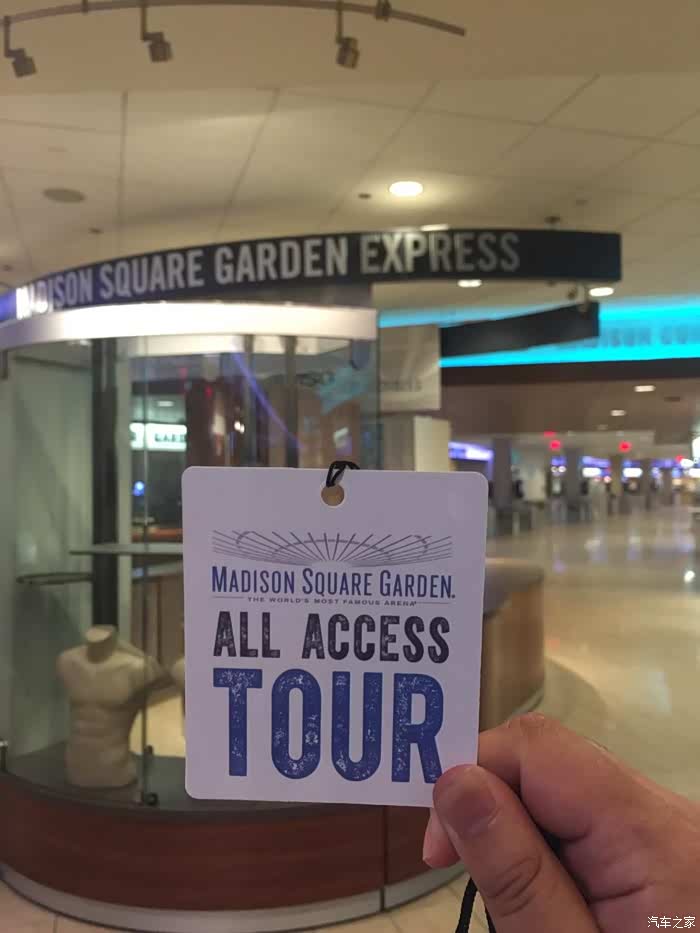 MADISON SQUARE GARDEN EXPRESS
MADISON
MADISON SQUARE GARDEN.
THE WORLD'S MOST FAMOUS ARENA
ALL ACCESS
TOUR
汽车之家